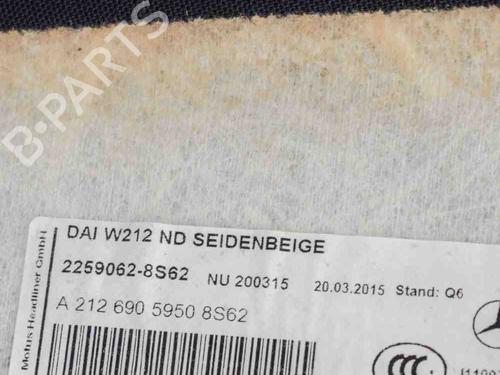 B-PARTS
DAI W212 ND SEIDENBEIGE
2259062-8S62 NU 200315 20.03.2015 Stand: Q6
A 212 690 5950 8S62
Motus Headliner GmbH
CCC